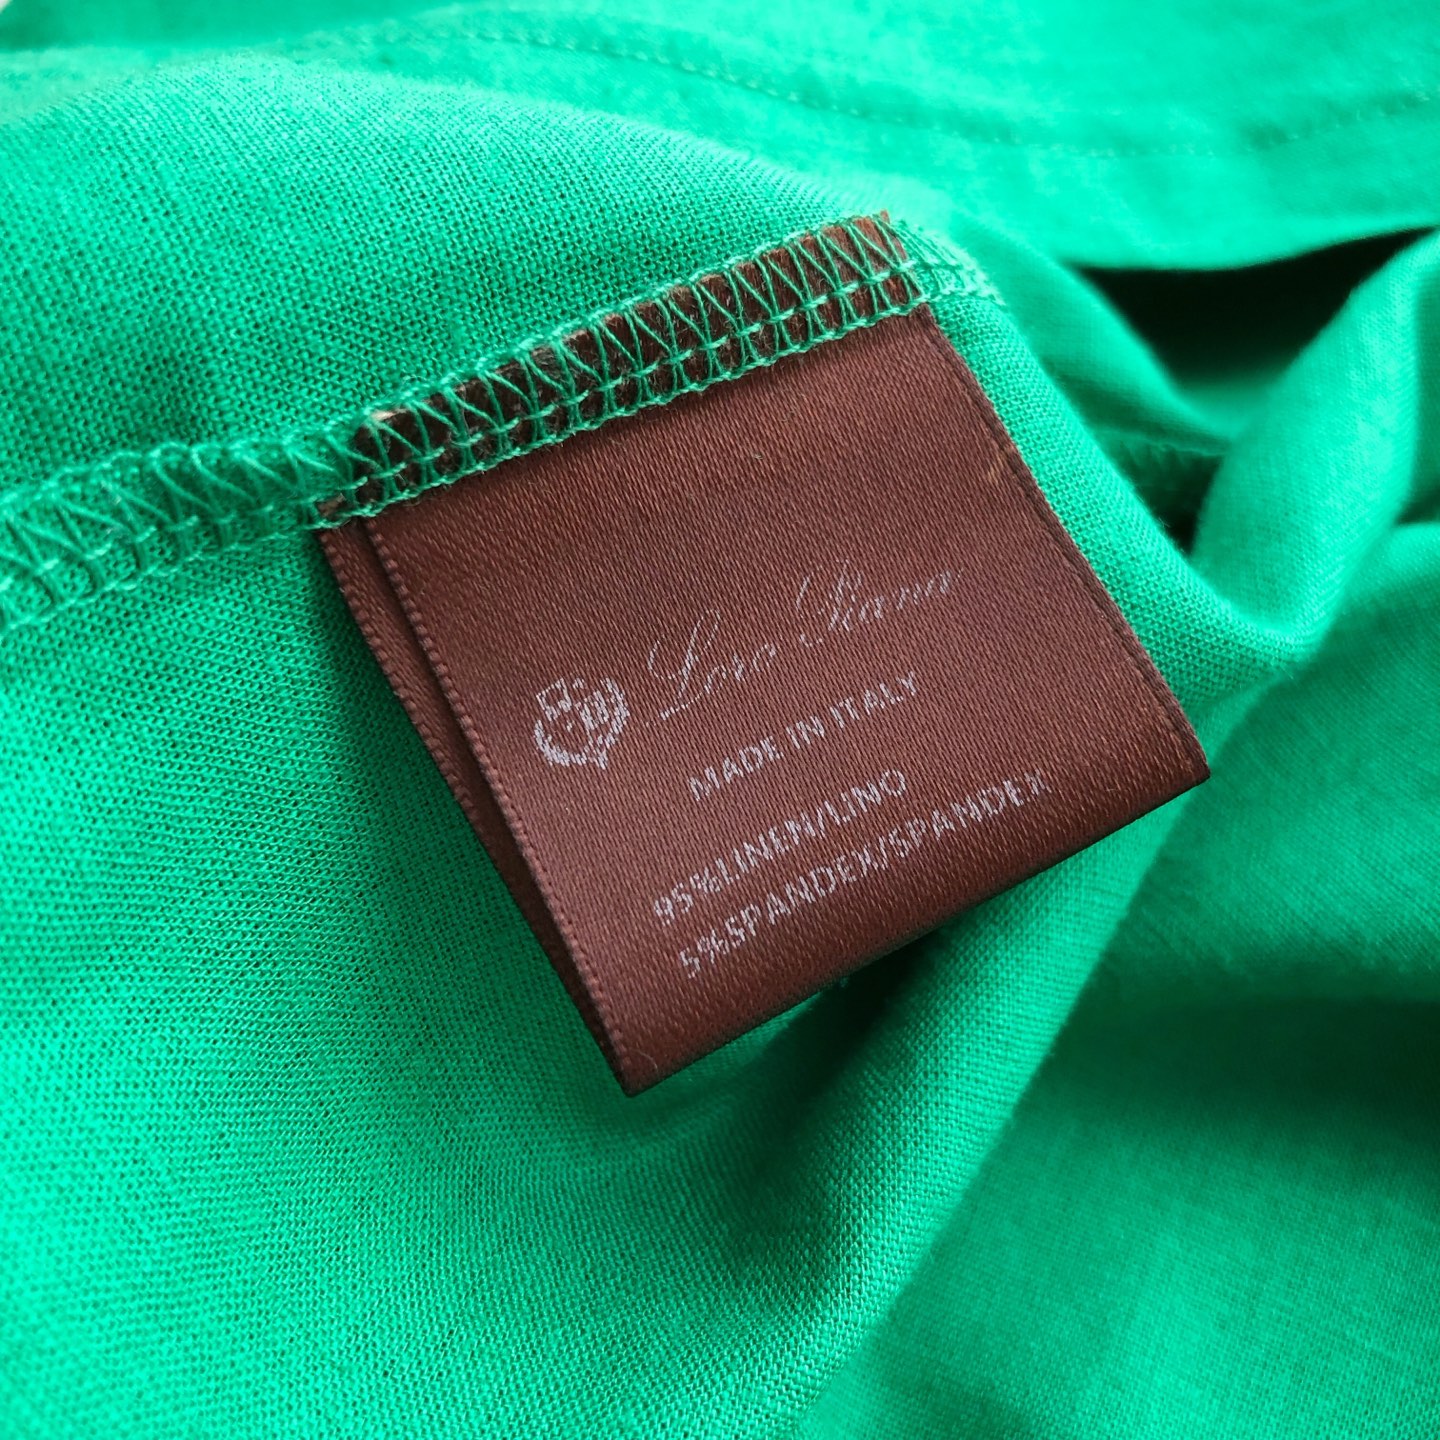 Loro Piana
MADE IN ITALY
95%LINEN/LINO
5%SPANDEX/SPANDEX